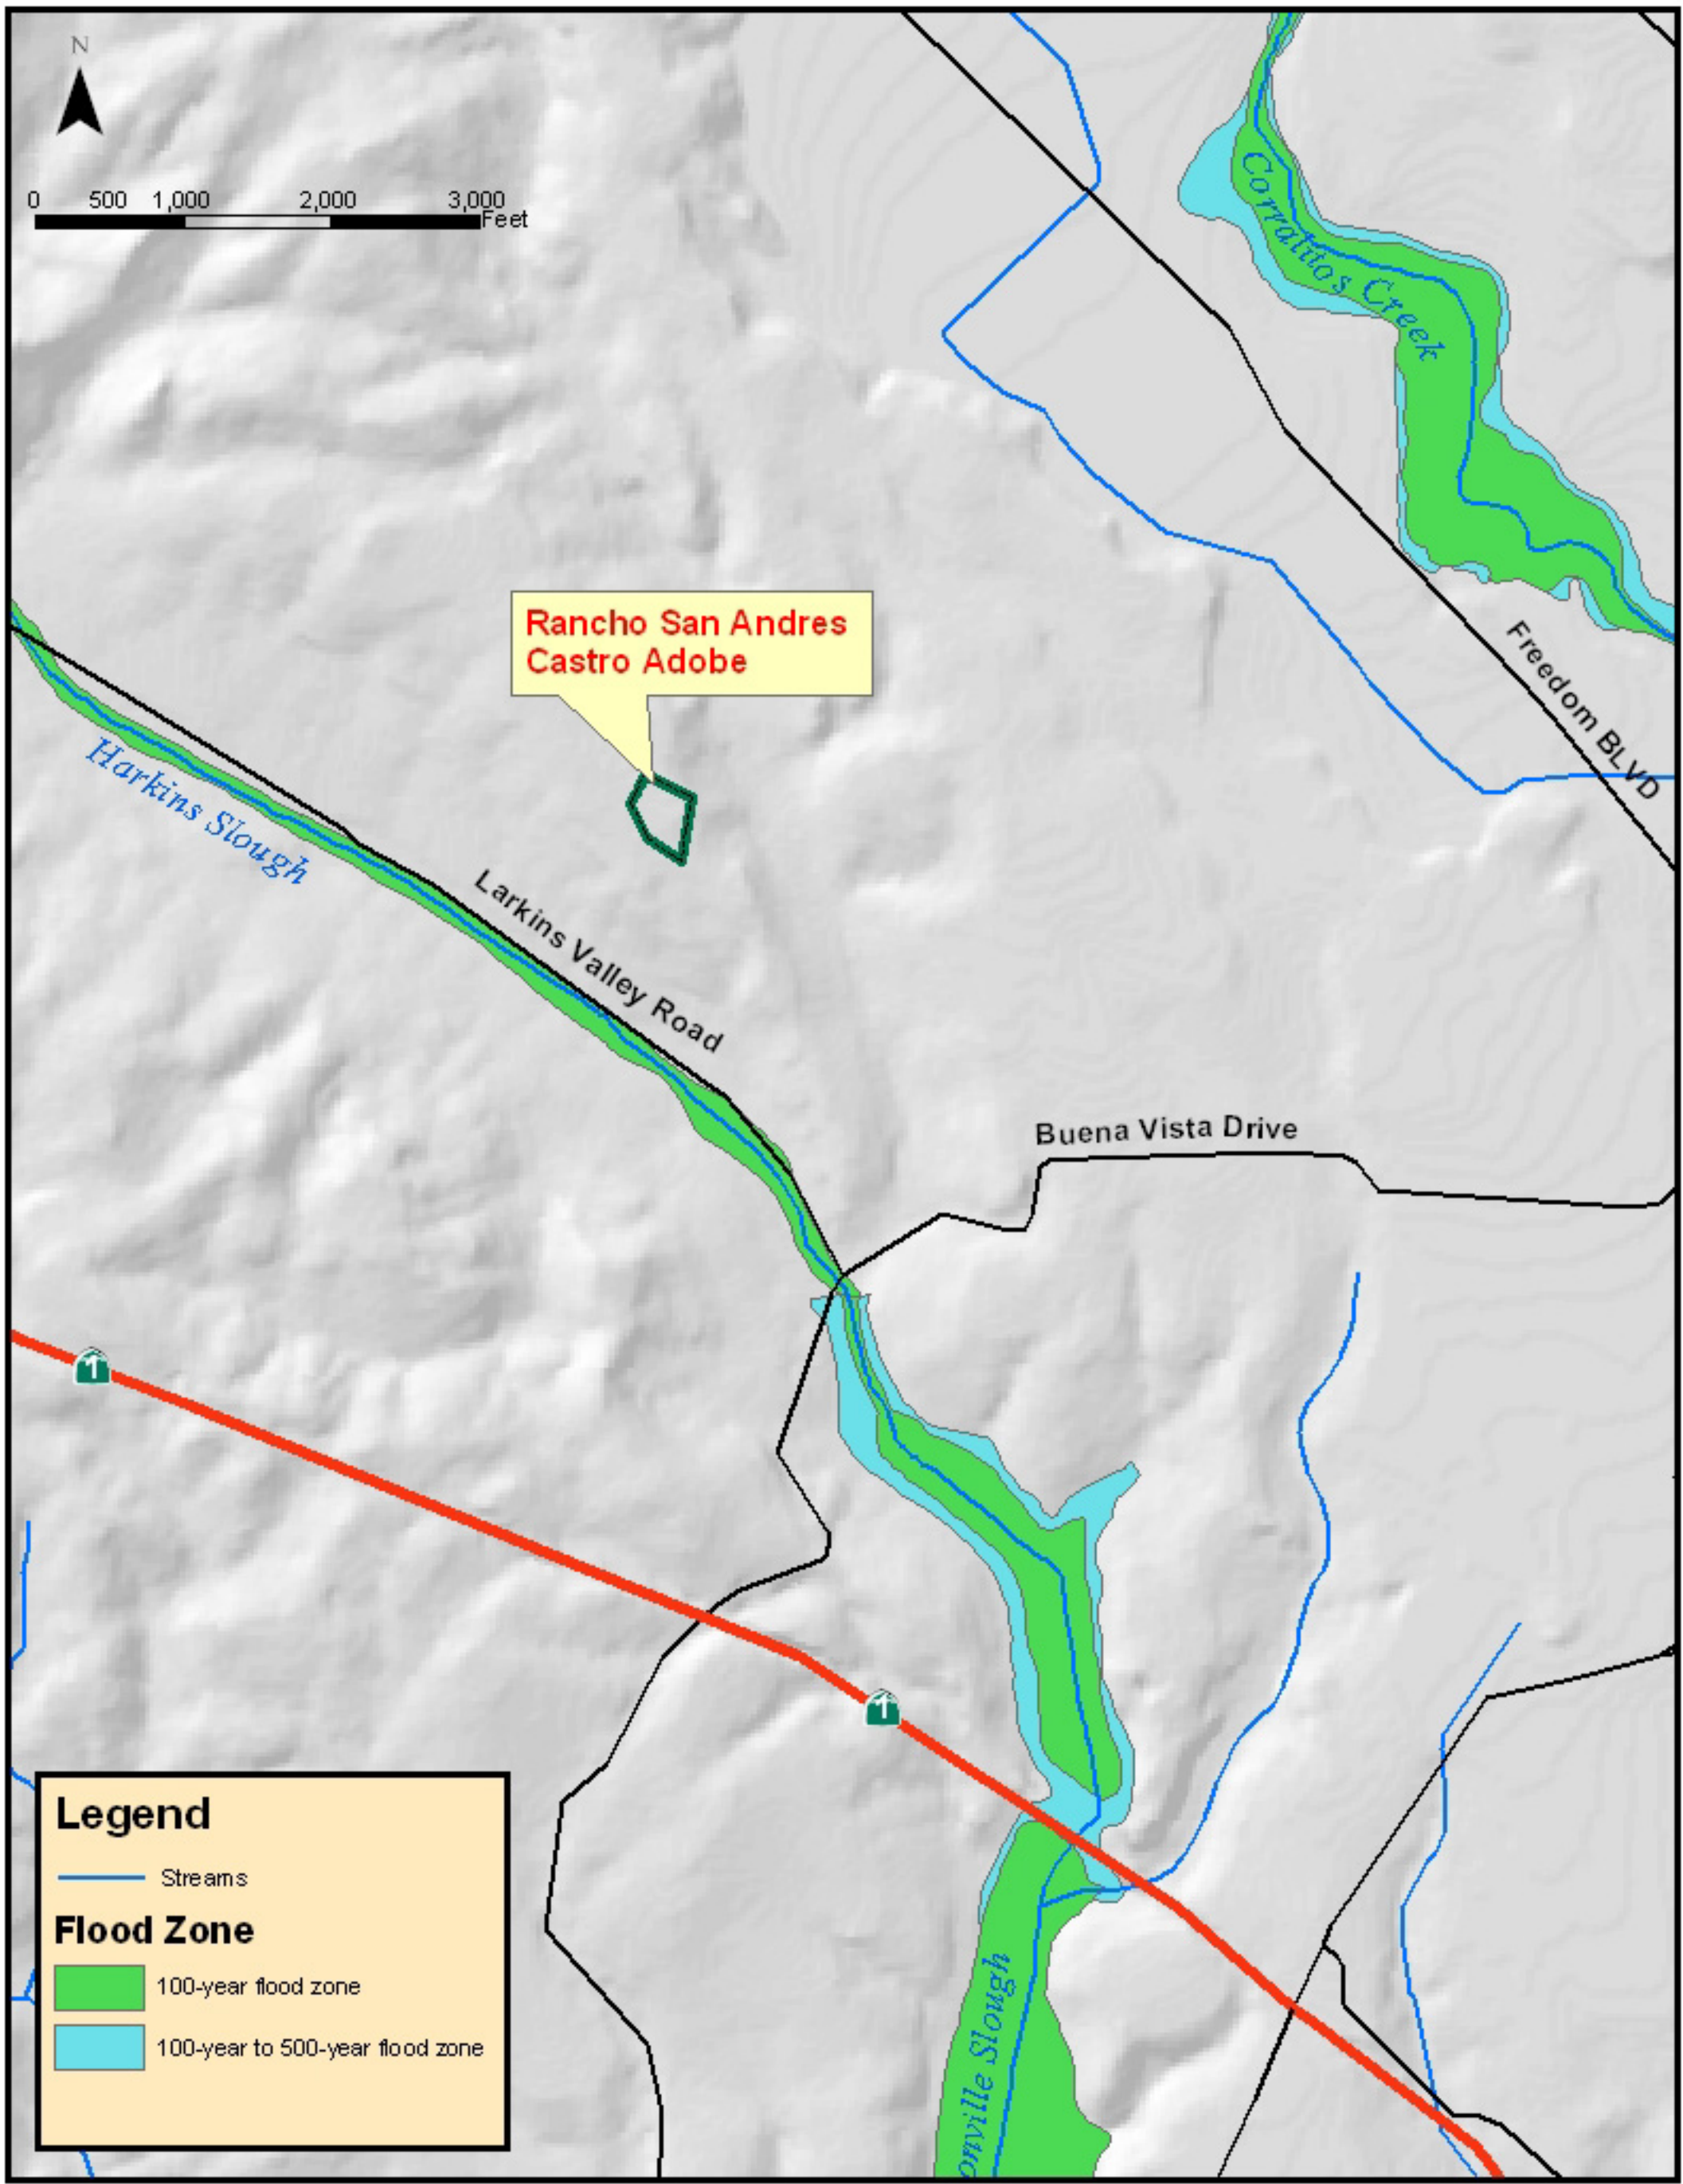 N
0 500 1,000 2,000 3,000
Feet
Corralitos Creek
Rancho San Andres
Castro Adobe
Freedom BLVD
Harkins Slough
Larkins Valley Road
Buena Vista Drive
1
1
Legend
Streams
Flood Zone
100-year flood zone
100-year to 500-year flood zone
onville Slough